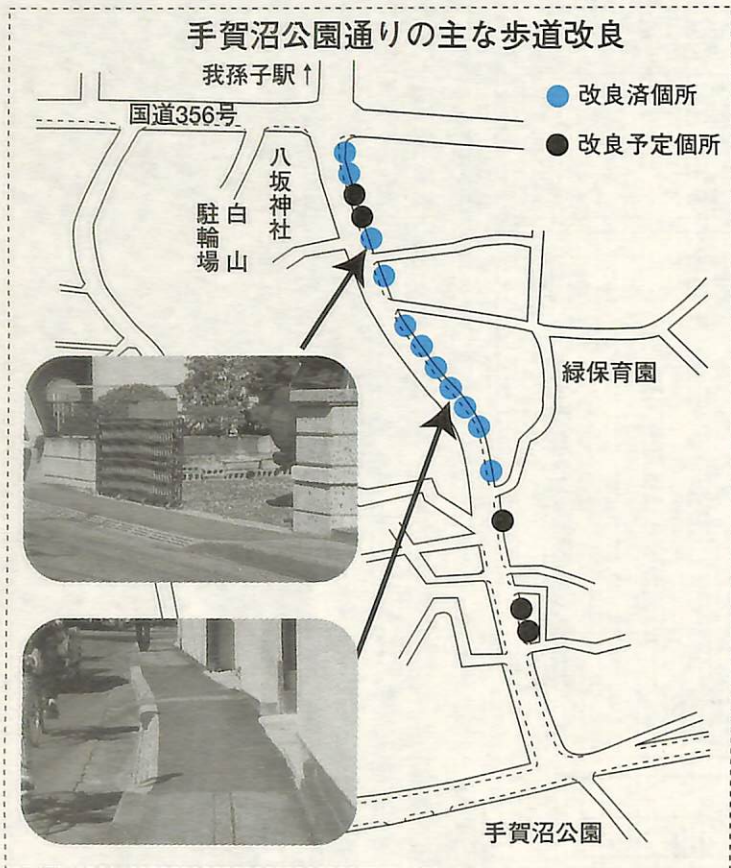 手賀沼公園通りの主な歩道改良
我孫子駅↑
国道356号
改良済個所
改良予定個所
八坂神社
白山
駐輪場
緑保育園
手賀沼公園